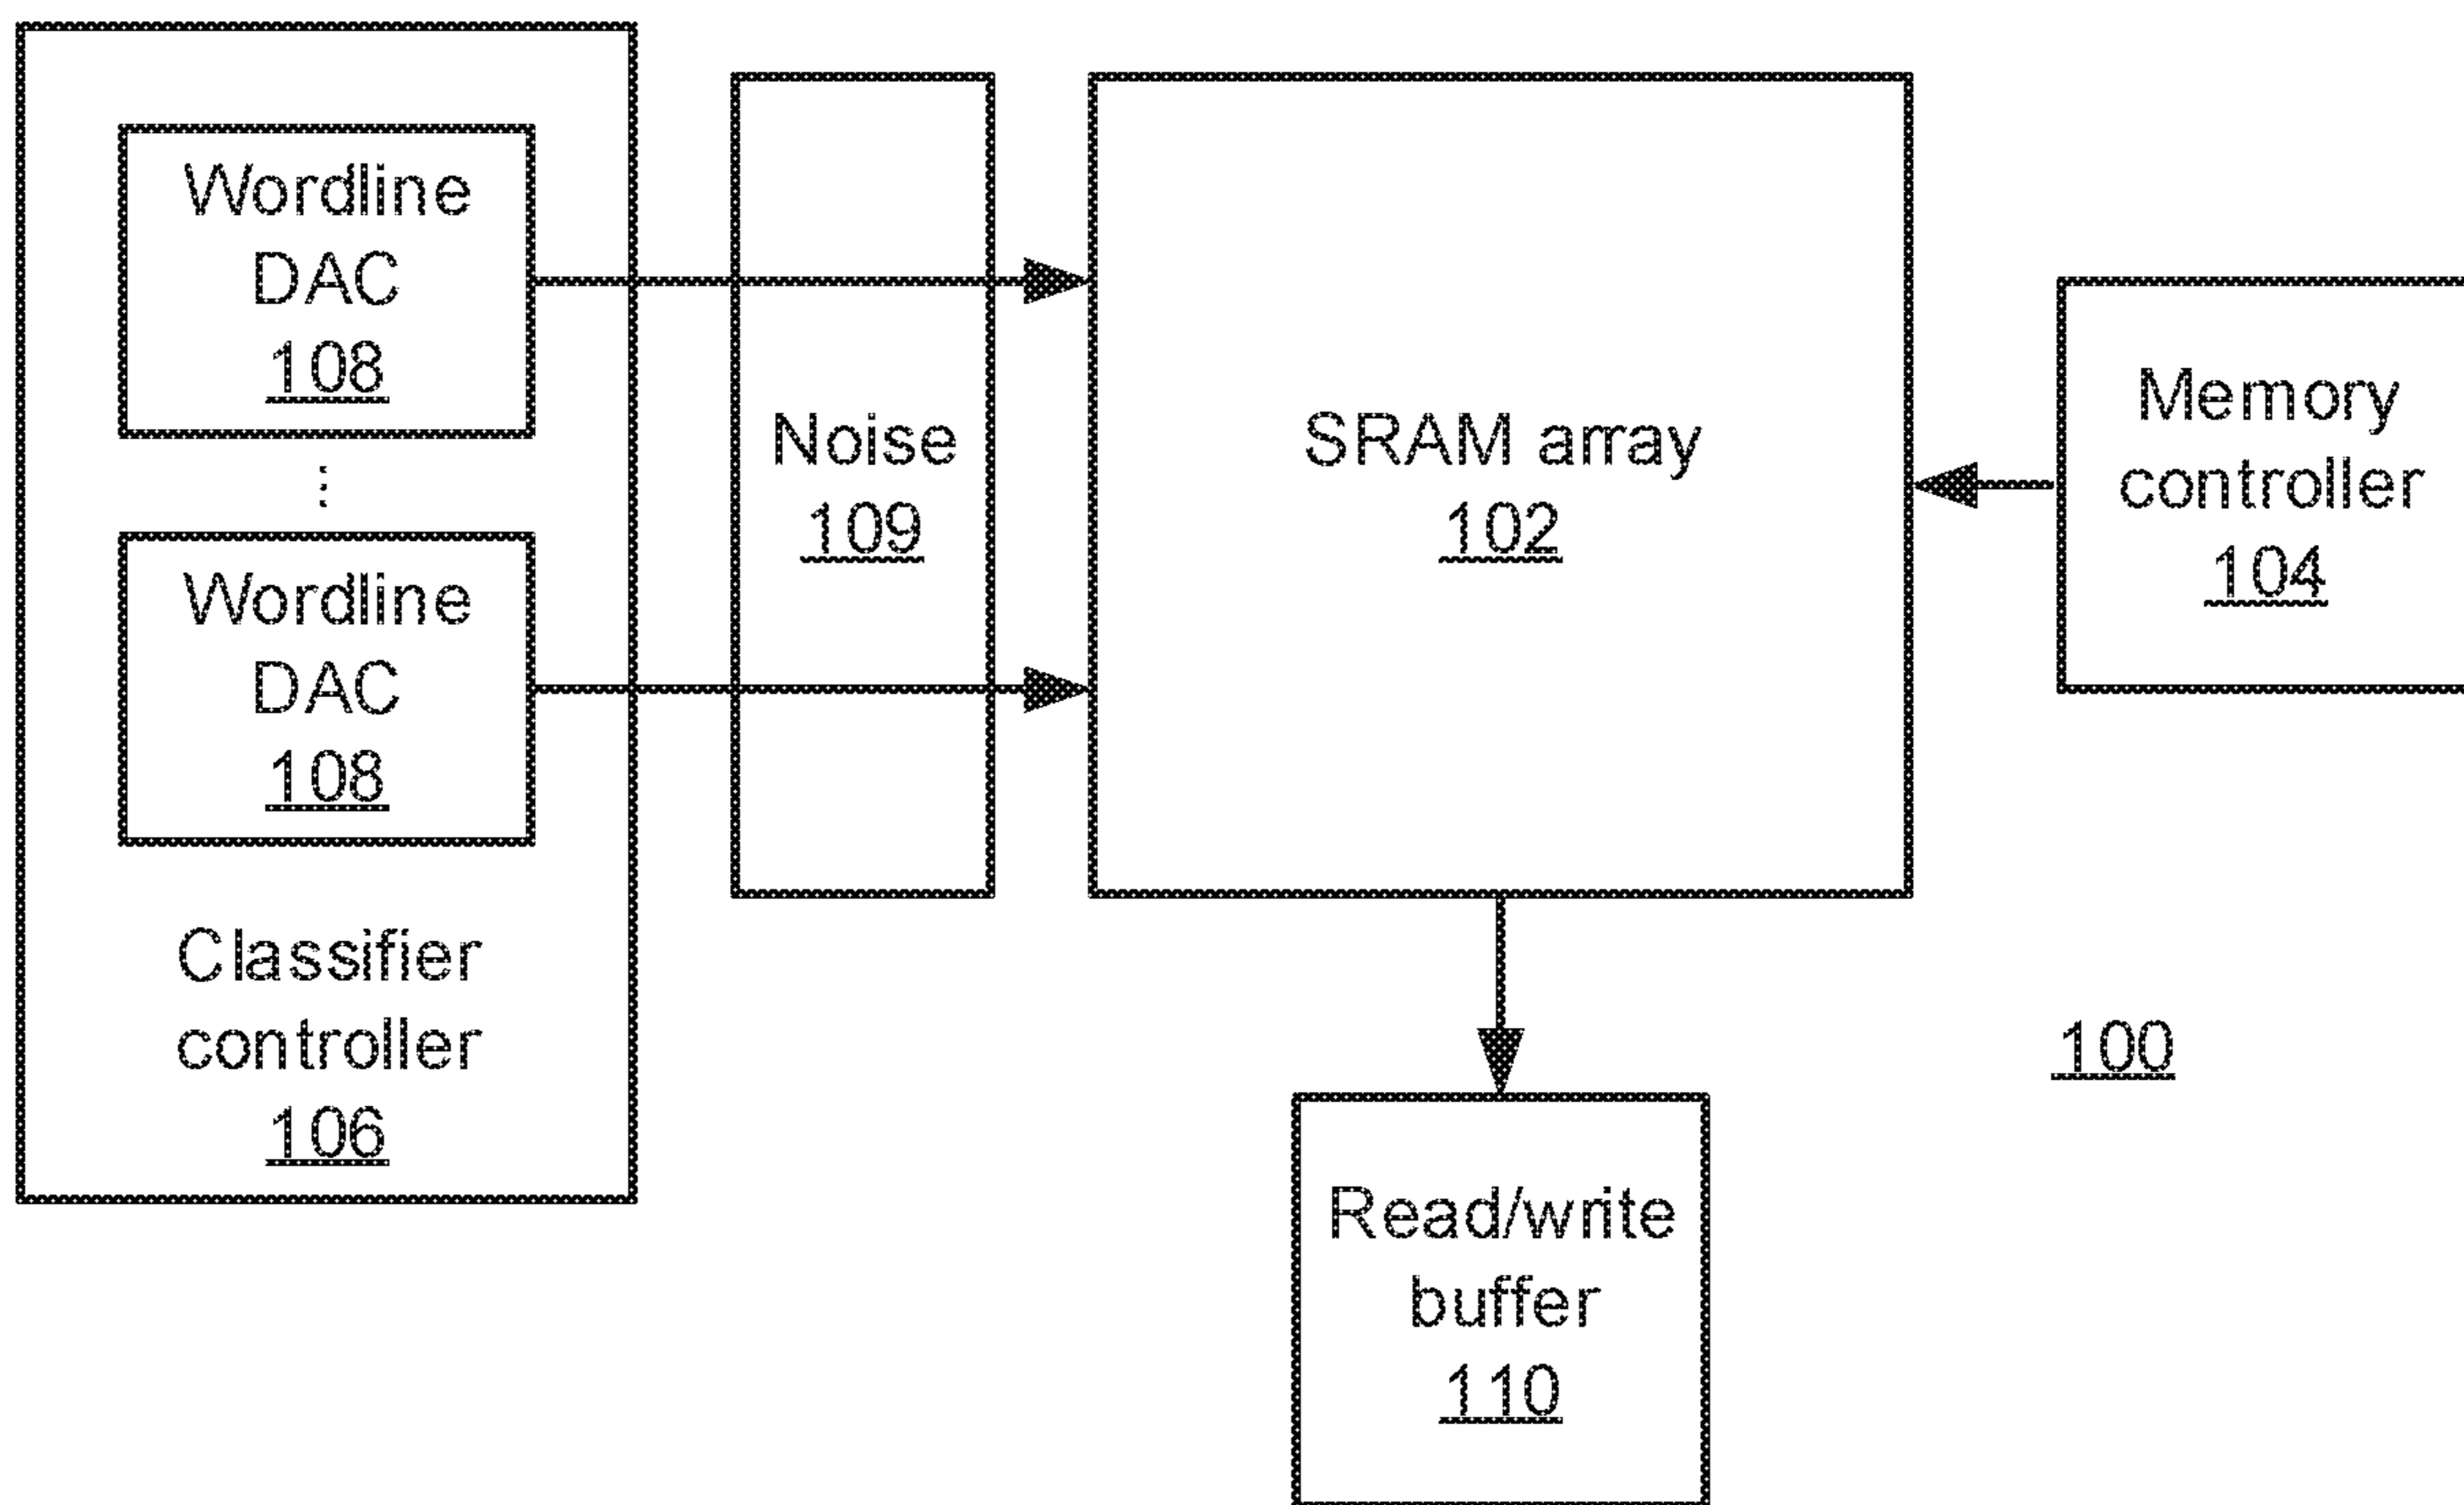 Wordline
DAC
108
⋮
Wordline
DAC
108
Classifier
controller
106
Noise
109
SRAM array
102
Memory
controller
104
Read/write
buffer
110
100